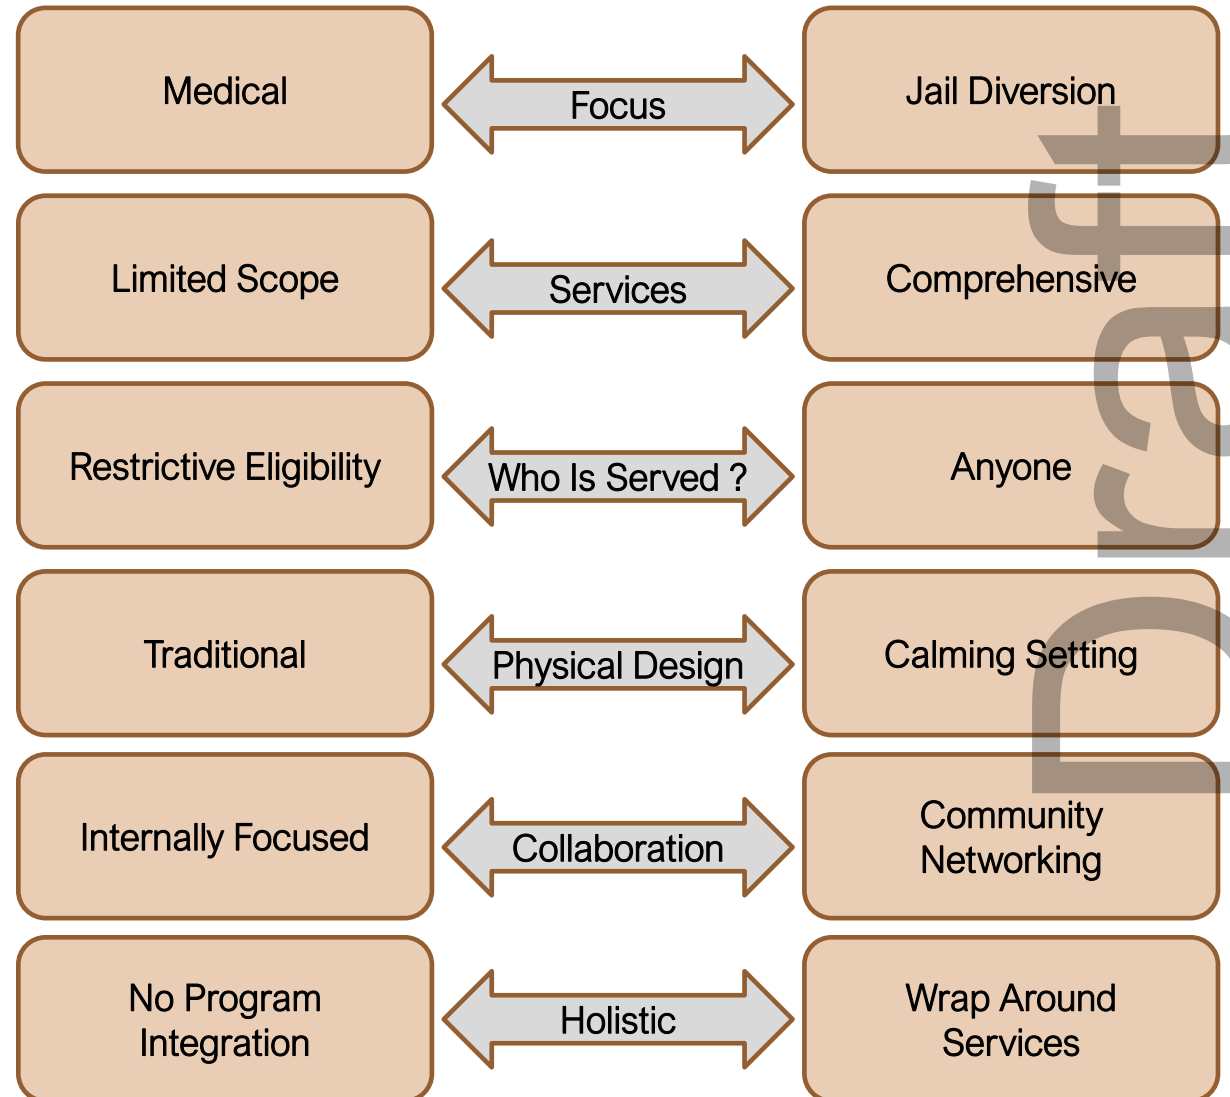 Medical
Focus
Jail Diversion
Limited Scope
Services
Comprehensive
Restrictive Eligibility
Who Is Served ?
Anyone
Traditional
Physical Design
Calming Setting
Internally Focused
Collaboration
Community
Networking
No Program
Integration
Holistic
Wrap Around
Services
Draft